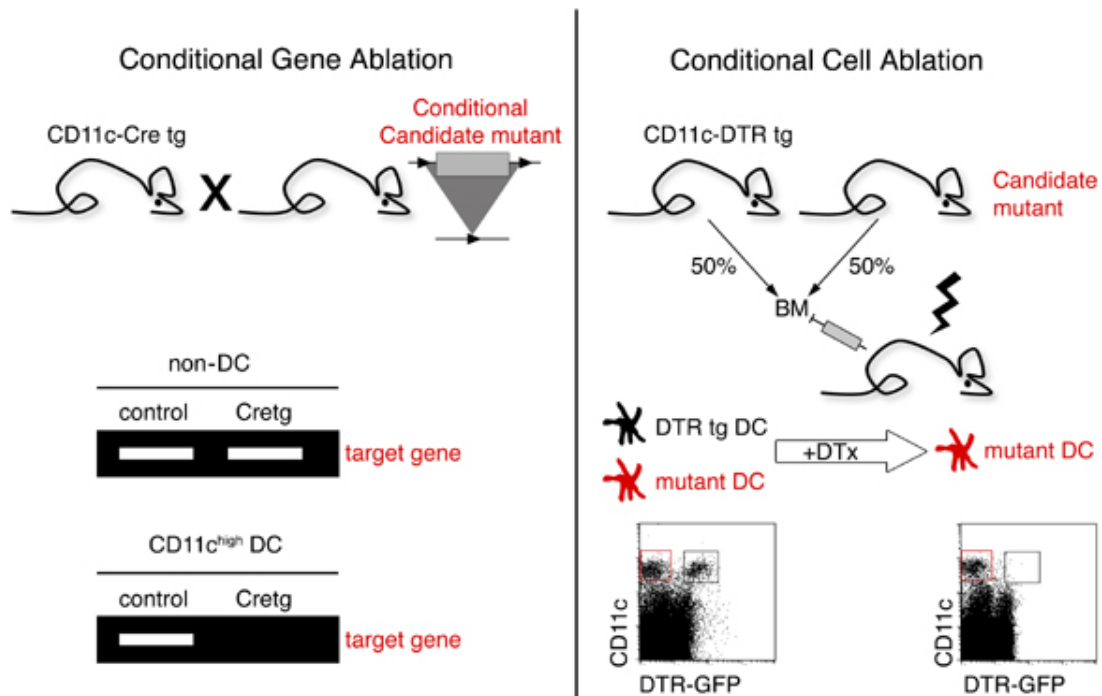 Conditional Gene Ablation
CD11c-Cre tg
Conditional
Candidate mutant
X
non-DC
control Cretg
target gene
CD11chigh DC
control Cretg
target gene
Conditional Cell Ablation
CD11c-DTR tg
Candidate
mutant
50% 50%
BM
DTR tg DC
mutant DC
+DTx
mutant DC
CD11c
DTR-GFP
CD11c
DTR-GFP